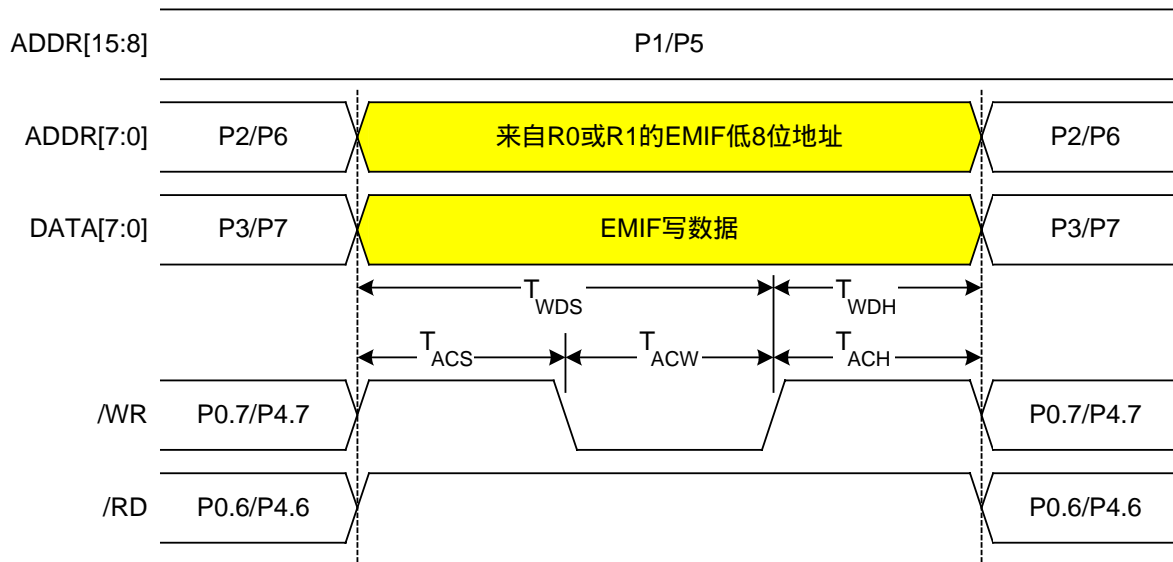 ADDR[15:8] P1/P5
ADDR[7:0] P2/P6 来自R0或R1的EMIF低8位地址 P2/P6
DATA[7:0] P3/P7 EMIF写数据 P3/P7
TWDS TWDH
TACS TACW TACH
/WR P0.7/P4.7 P0.7/P4.7
/RD P0.6/P4.6 P0.6/P4.6